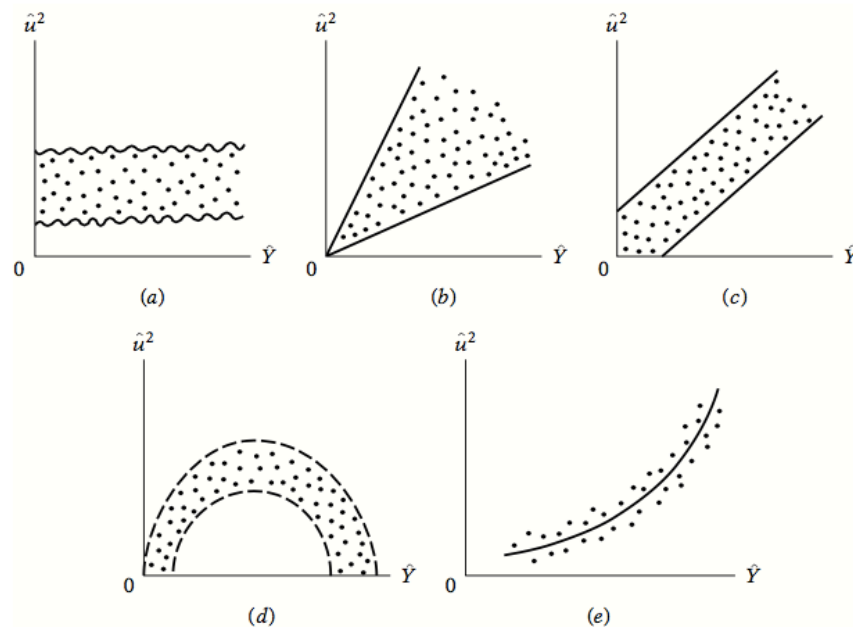 û² û² û²
0 Ŷ 0 Ŷ 0 Ŷ
(a) (b) (c)
û² û²
0 Ŷ 0 Ŷ
(d) (e)